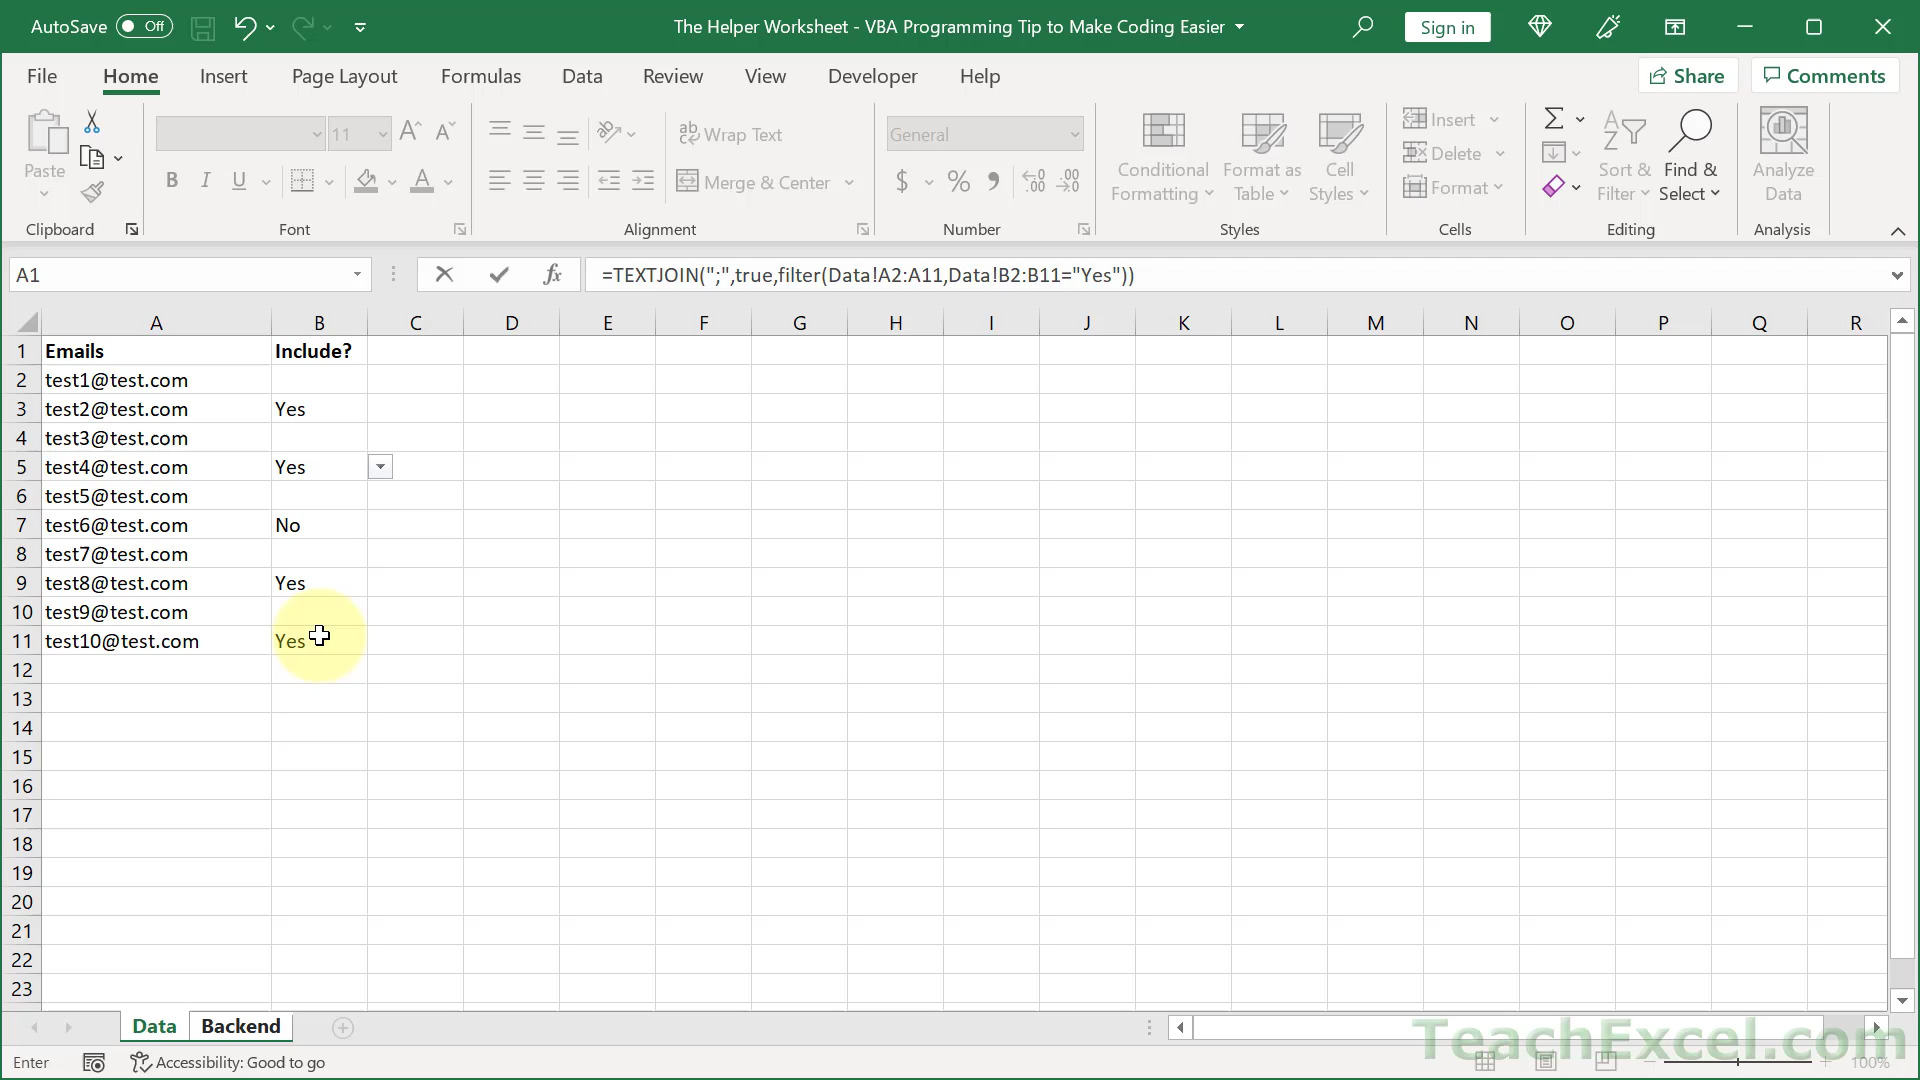 AutoSave Off The Helper Worksheet - VBA Programming Tip to Make Coding Easier Sign in
File Home Insert Page Layout Formulas Data Review View Developer Help Share Comments
Paste 11 Wrap Text General Conditional Formatting Format as Table Cell Styles Insert Delete Format Sort & Filter Find & Select Analyze Data
B I U Merge & Center $ %
Clipboard Font Alignment Number Styles Cells Editing Analysis
A1 fx =TEXTJOIN(";",true,filter(Data!A2:A11,Data!B2:B11="Yes"))
A B C D E F G H I J K L M N O P Q R
1 Emails Include?
2 test1@test.com
3 test2@test.com Yes
4 test3@test.com
5 test4@test.com Yes
6 test5@test.com
7 test6@test.com No
8 test7@test.com
9 test8@test.com Yes
10 test9@test.com
11 test10@test.com Yes
12
13
14
15
16
17
18
19
20
21
22
23
Data Backend
TeachExcel.com
Enter Accessibility: Good to go 100%